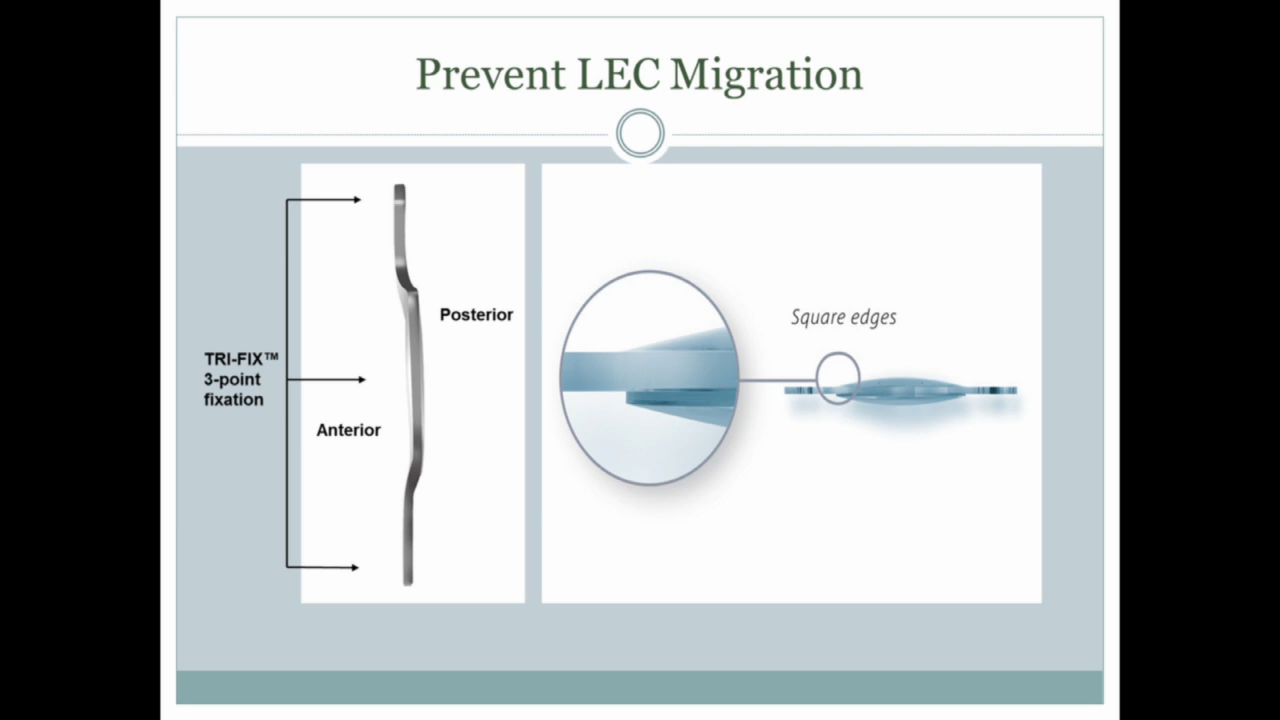 Prevent LEC Migration
TRI-FIX™
3-point
fixation
Posterior
Anterior
Square edges